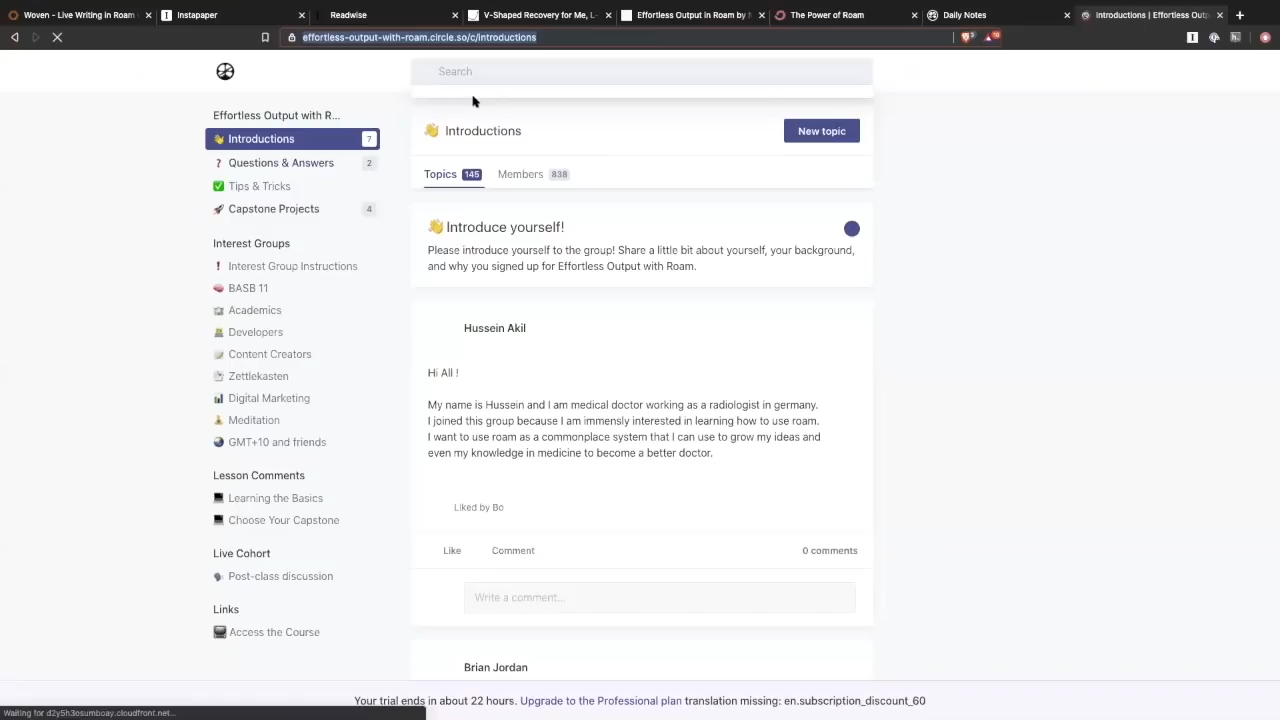 Woven - Live Writing in Roam
Instapaper
Readwise
V-Shaped Recovery for Me, L-
Effortless Output in Roam by N
The Power of Roam
Daily Notes
Introductions | Effortless Outp
effortless-output-with-roam.circle.so/c/introductions
Search
Effortless Output with R...
Introductions 7
Questions & Answers 2
Tips & Tricks
Capstone Projects 4
Interest Groups
Interest Group Instructions
BASB 11
Academics
Developers
Content Creators
Zettlekasten
Digital Marketing
Meditation
GMT+10 and friends
Lesson Comments
Learning the Basics
Choose Your Capstone
Live Cohort
Post-class discussion
Links
Access the Course
Introductions
New topic
Topics 145 Members 838
Introduce yourself!
Please introduce yourself to the group! Share a little bit about yourself, your background,
and why you signed up for Effortless Output with Roam.
Hussein Akil
Hi All !
My name is Hussein and I am medical doctor working as a radiologist in germany.
I joined this group because I am immensely interested in learning how to use roam.
I want to use roam as a commonplace system that I can use to grow my ideas and
even my knowledge in medicine to become a better doctor.
Liked by Bo
Like Comment 0 comments
Write a comment...
Brian Jordan
Your trial ends in about 22 hours. Upgrade to the Professional plan translation missing: en.subscription_discount_60
Waiting for d2y5h3osumboay.cloudfront.net...